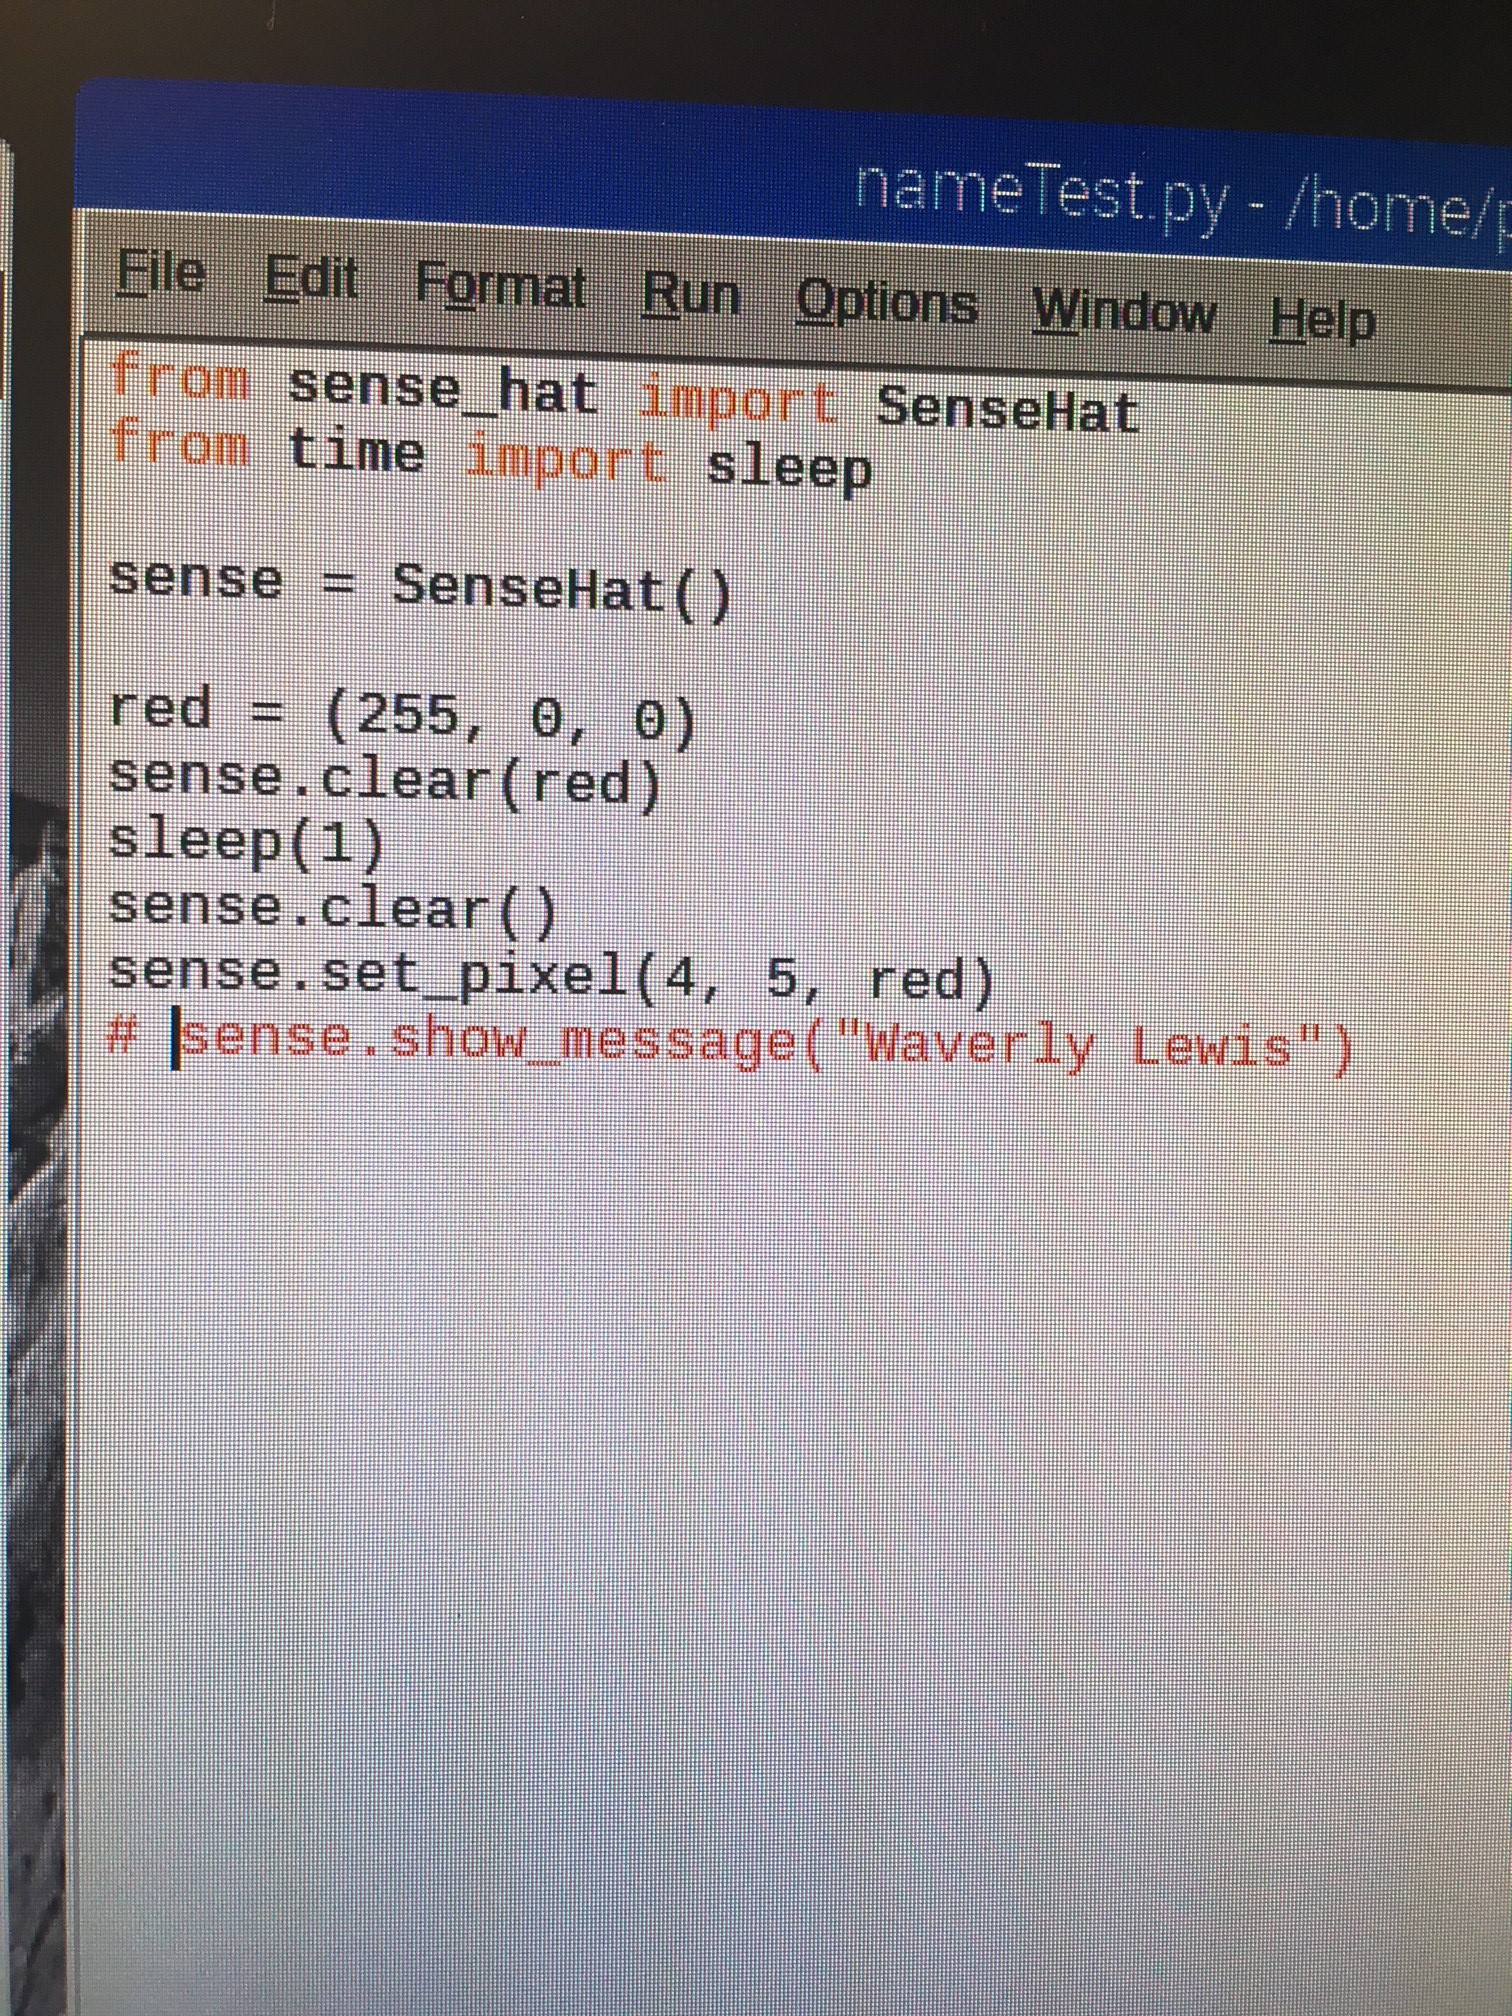 nameTest.py - /home/p
File Edit Format Run Options Window Help
from sense_hat import SenseHat
from time import sleep
sense = SenseHat()
red = (255, 0, 0)
sense.clear(red)
sleep(1)
sense.clear()
sense.set_pixel(4, 5, red)
# sense.show_message("Waverly Lewis")